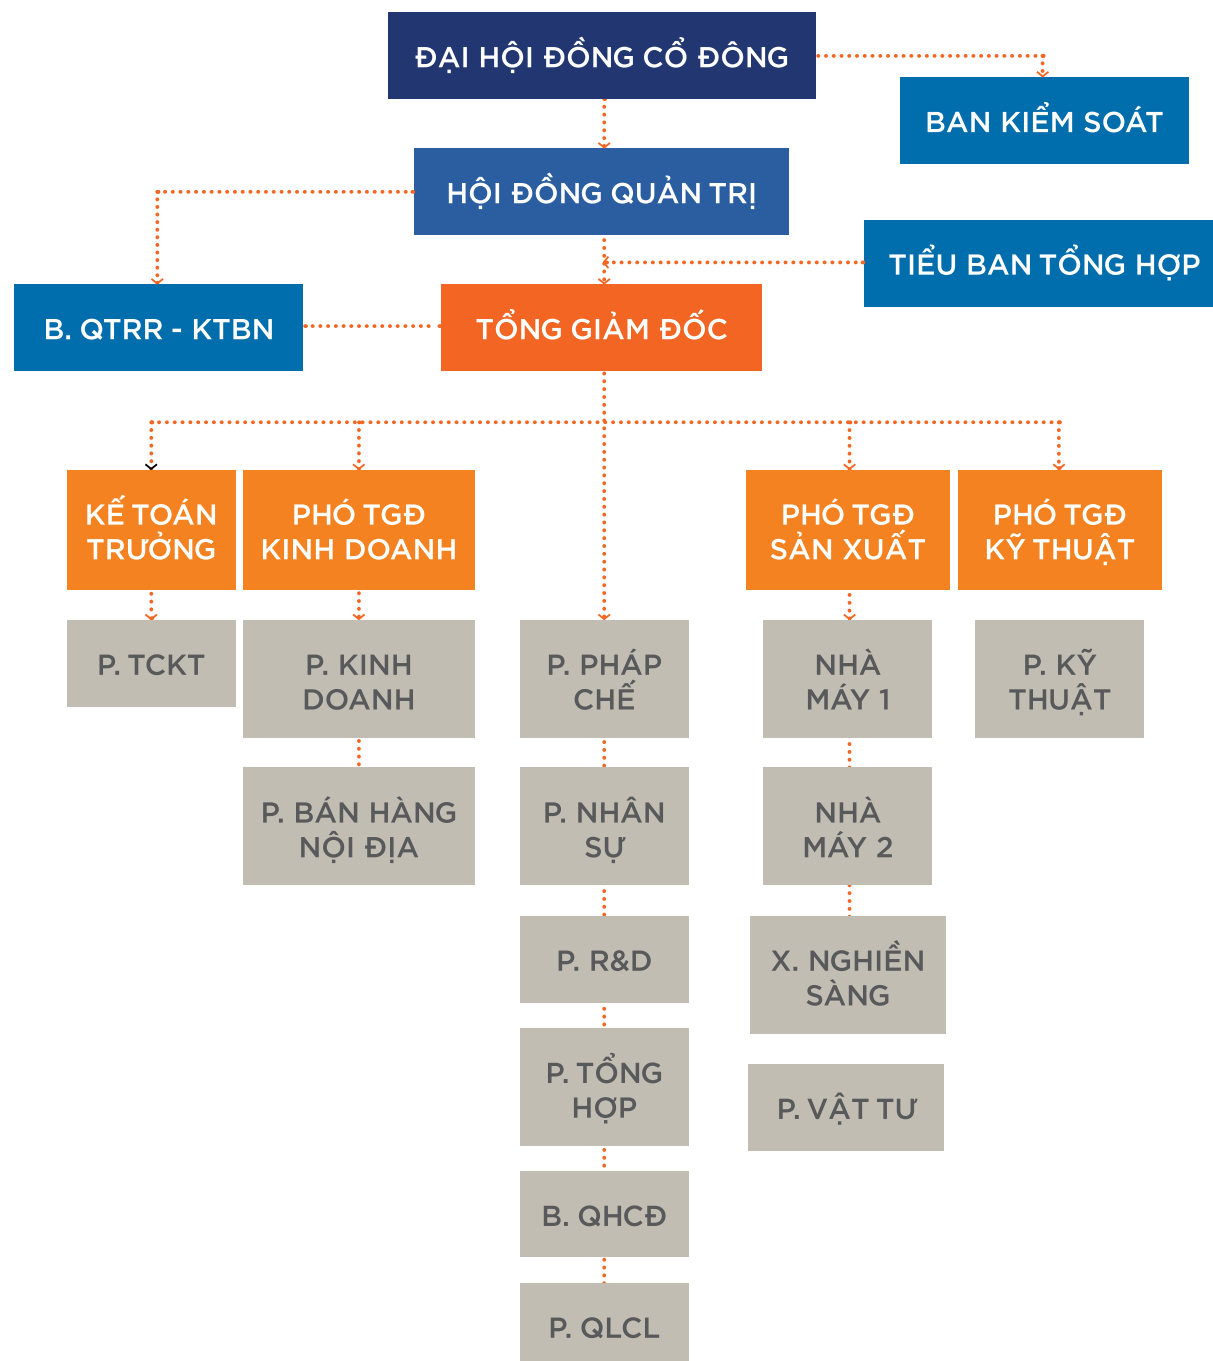 ĐẠI HỘI ĐỒNG CỔ ĐÔNG
BAN KIỂM SOÁT
HỘI ĐỒNG QUẢN TRỊ
TIỂU BAN TỔNG HỢP
B. QTRR - KTBN
TỔNG GIẢM ĐỐC
KẾ TOÁN
TRƯỞNG
PHÓ TGĐ
KINH DOANH
PHÓ TGĐ
SẢN XUẤT
PHÓ TGĐ
KỸ THUẬT
P. TCKT
P. KINH
DOANH
P. PHÁP
CHẾ
NHÀ
MÁY 1
P. KỸ
THUẬT
P. BÁN HÀNG
NỘI ĐỊA
P. NHÂN
SỰ
NHÀ
MÁY 2
P. R&D
X. NGHIỀN
SÀNG
P. TỔNG
HỢP
P. VẬT TƯ
B. QHCĐ
P. QLCL